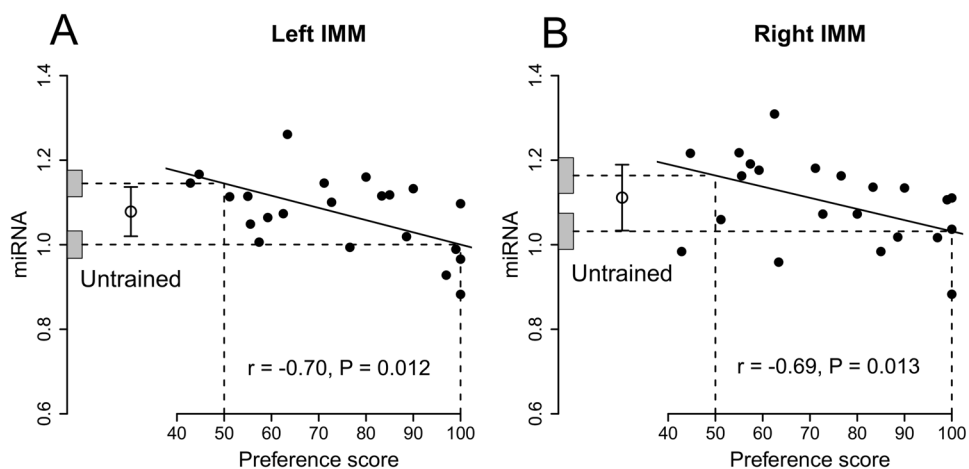 A
Left IMM
miRNA
1.4
1.2
1.0
0.8
0.6
Untrained
r = -0.70, P = 0.012
40 50 60 70 80 90 100
Preference score
B
Right IMM
miRNA
1.4
1.2
1.0
0.8
0.6
Untrained
r = -0.69, P = 0.013
40 50 60 70 80 90 100
Preference score